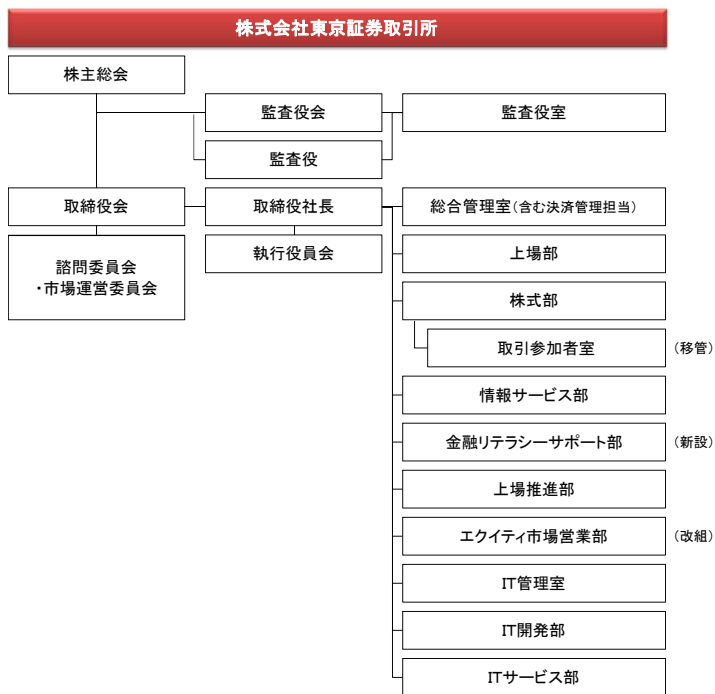 株式会社東京証券取引所
株主総会
監査役会
監査役室
監査役
取締役会
取締役社長
総合管理室(含む決済管理担当)
諮問委員会
・市場運営委員会
執行役員会
上場部
株式部
取引参加者室
(移管)
情報サービス部
金融リテラシーサポート部
(新設)
上場推進部
エクイティ市場営業部
(改組)
IT管理室
IT開発部
ITサービス部